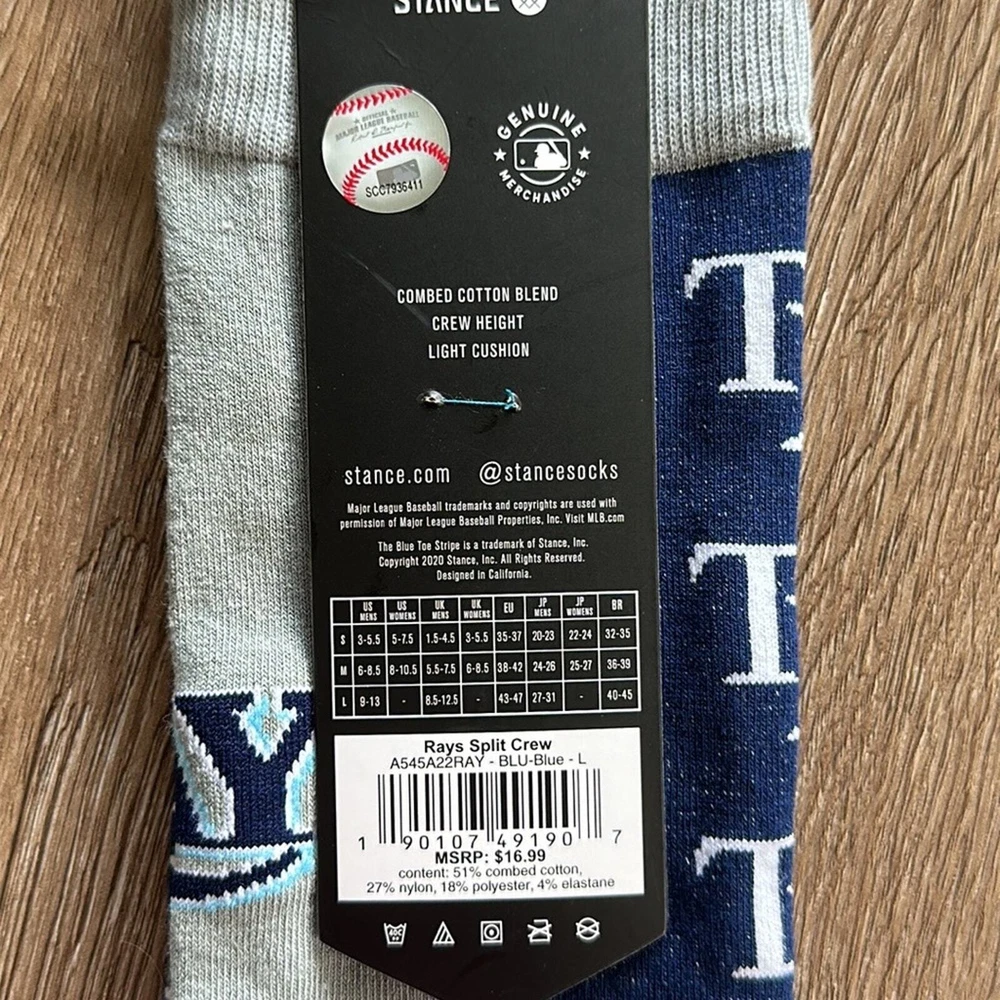 STANCE
OFFICIAL
MAJOR LEAGUE BASEBALL
SCC7936411
GENUINE
MERCHANDISE
COMBED COTTON BLEND
CREW HEIGHT
LIGHT CUSHION
stance.com @stancesocks
Major League Baseball trademarks and copyrights are used with
permission of Major League Baseball Properties, Inc. Visit MLB.com
The Blue Toe Stripe is a trademark of Stance, Inc.
Copyright 2020 Stance, Inc. All Rights Reserved.
Designed in California.
US MENS US WOMENS UK MENS UK WOMENS EU JP MENS JP WOMENS BR
S 3-5.5 5-7.5 1.5-4.5 3-5.5 35-37 20-23 22-24 32-35
M 6-8.5 8-10.5 5.5-7.5 6-8.5 38-42 24-26 25-27 36-39
L 9-13 - 8.5-12.5 - 43-47 27-31 - 40-45
Rays Split Crew
A545A22RAY - BLU-Blue - L
1 90107 49190 7
MSRP: $16.99
content: 51% combed cotton,
27% nylon, 18% polyester, 4% elastane
T
T
T